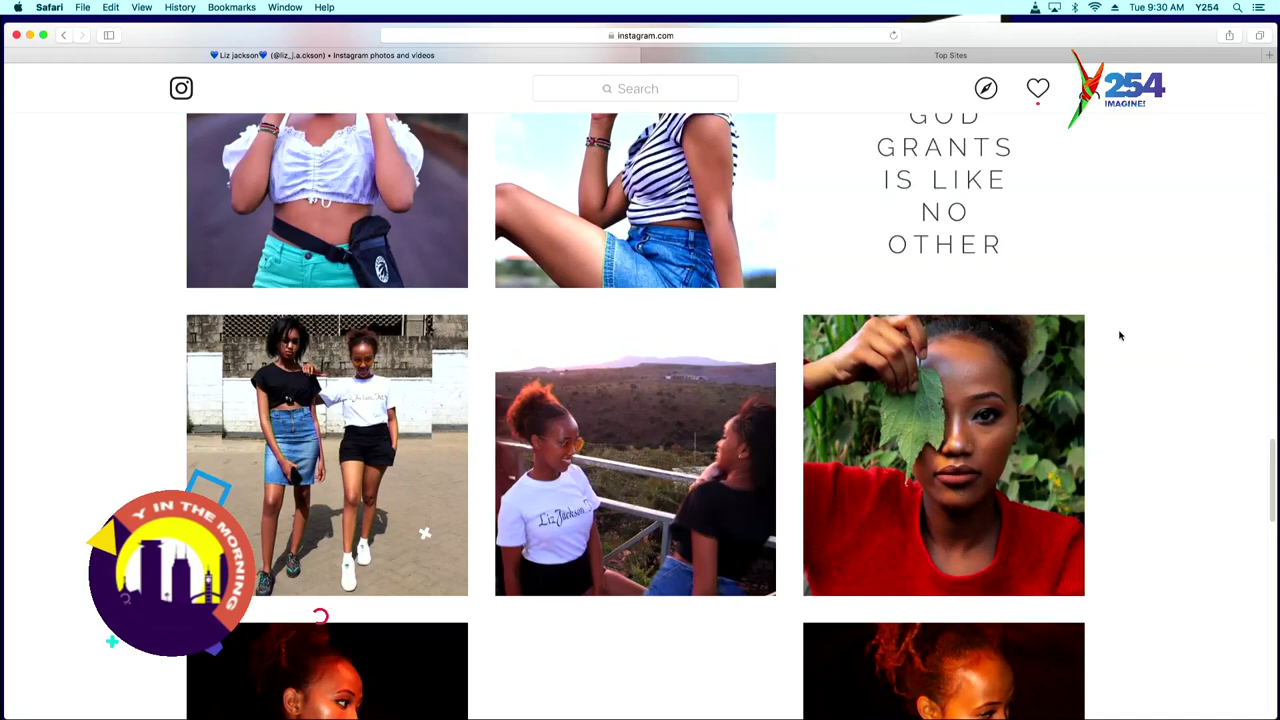 Safari File Edit View History Bookmarks Window Help Tue 9:30 AM Y254
instagram.com
💙Liz jackson💙 (@liz_j.a.ckson) • Instagram photos and videos
Top Sites
Search
254
IMAGINE!
GOD
GRANTS
IS LIKE
NO
OTHER
LizJackson
Y IN THE MORNING